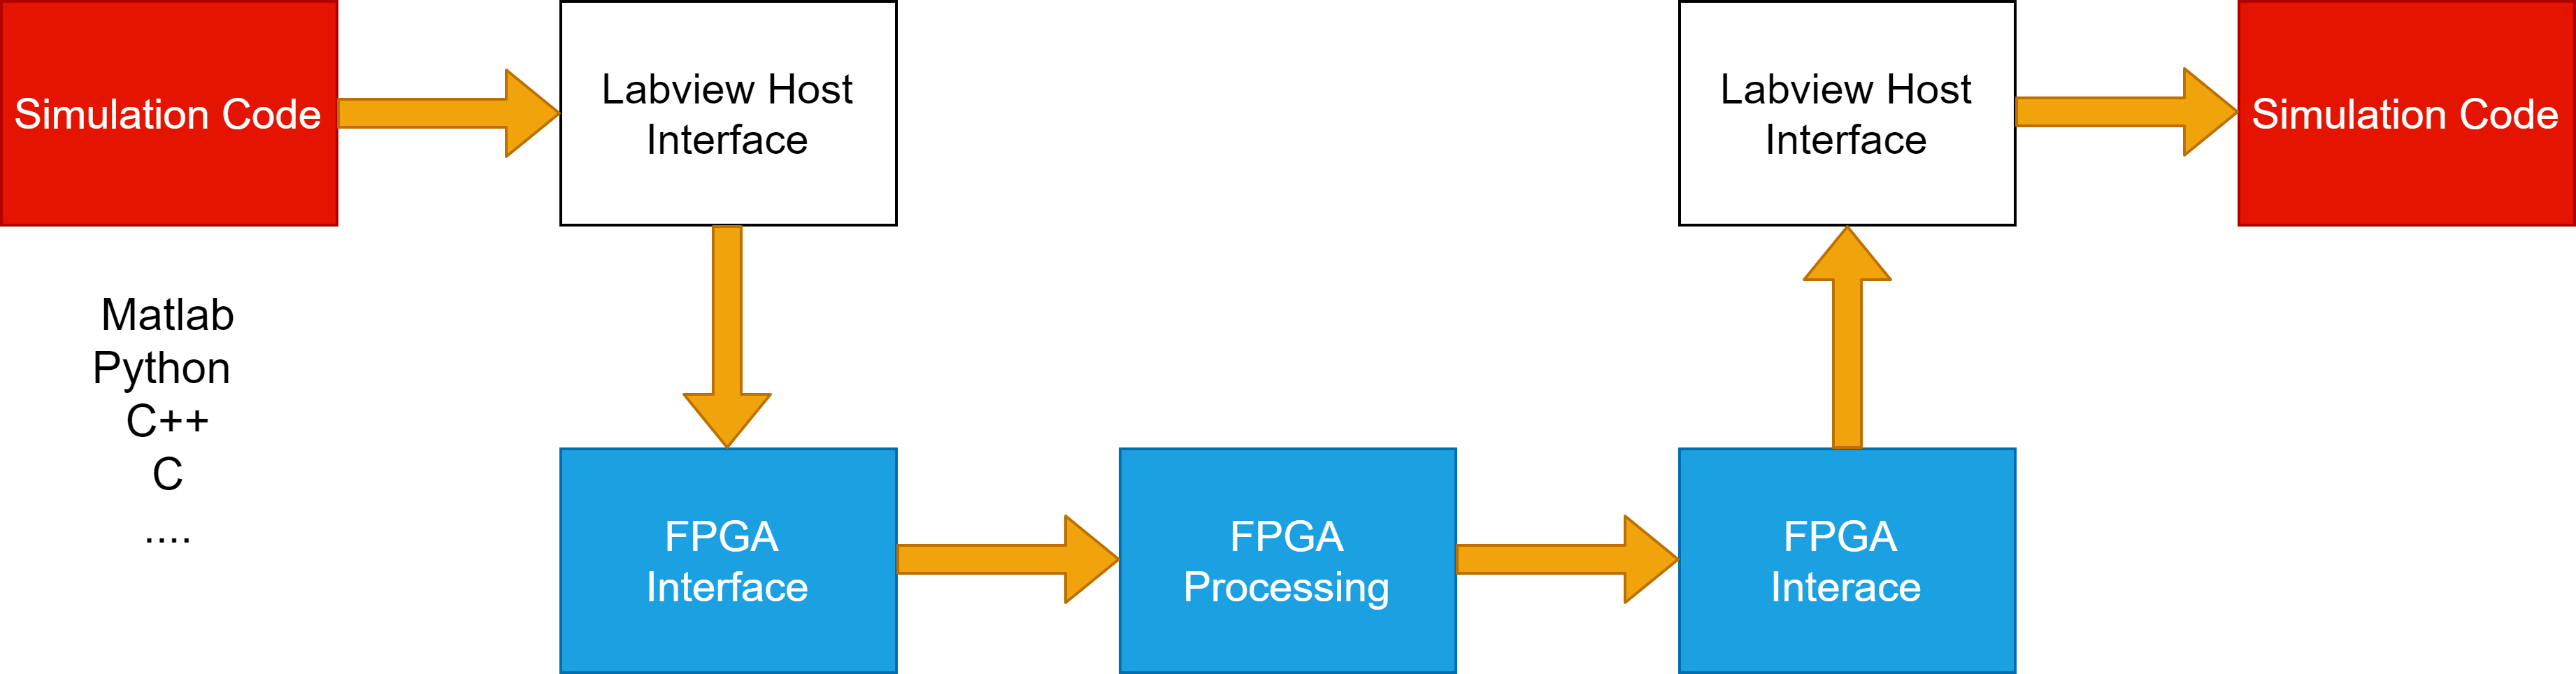 Simulation Code
Labview Host
Interface
Labview Host
Interface
Simulation Code
Matlab
Python
C++
C
....
FPGA
Interface
FPGA
Processing
FPGA
Interace